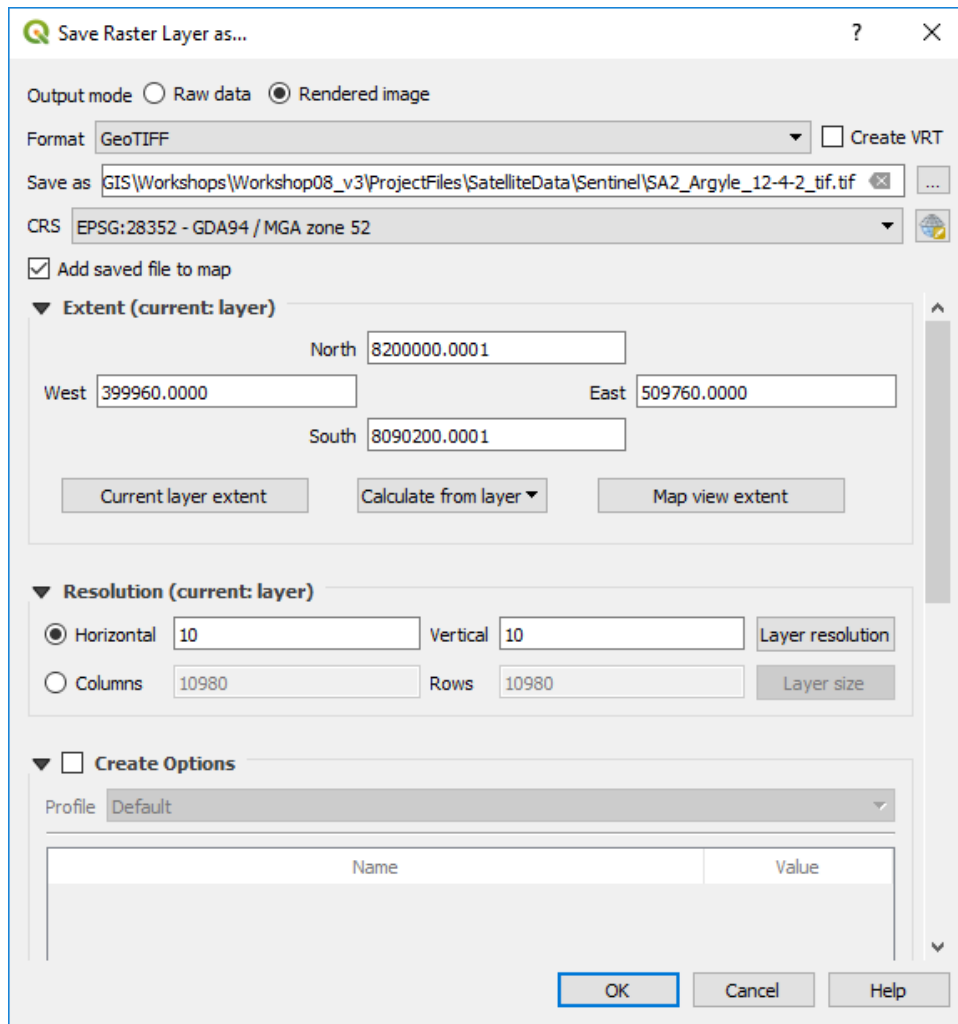 Save Raster Layer as...
?
Output mode Raw data Rendered image
Format GeoTIFF Create VRT
Save as GIS\Workshops\Workshop08_v3\ProjectFiles\SatelliteData\Sentinel\SA2_Argyle_12-4-2_tif.tif ...
CRS EPSG:28352 - GDA94 / MGA zone 52
Add saved file to map
Extent (current: layer)
North 8200000.0001
West 399960.0000 East 509760.0000
South 8090200.0001
Current layer extent Calculate from layer Map view extent
Resolution (current: layer)
Horizontal 10 Vertical 10 Layer resolution
Columns 10980 Rows 10980 Layer size
Create Options
Profile Default
Name Value
OK Cancel Help